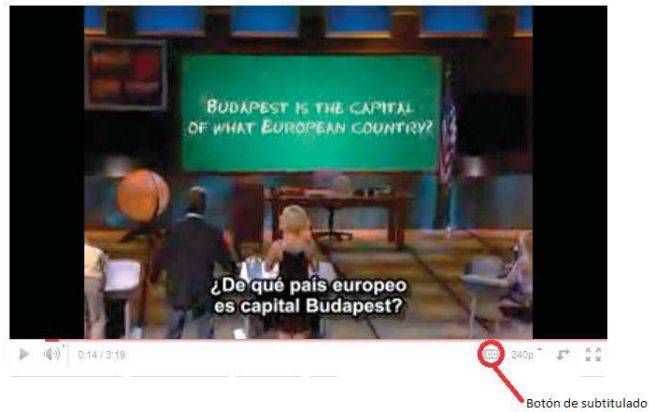 BUDAPEST IS THE CAPITAL
OF WHAT EUROPEAN COUNTRY?
¿De qué país europeo
es capital Budapest?
0:14 / 3:19
CC
240p
Botón de subtitulado